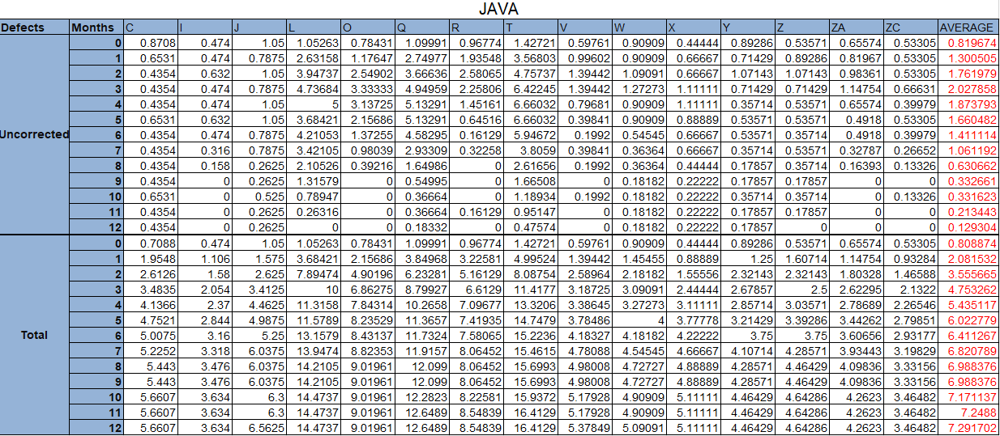 JAVA
Defects Months C I J L O Q R T V W X Y Z ZA ZC AVERAGE
0 0.8708 0.474 1.05 1.05263 0.78431 1.09991 0.96774 1.42721 0.59761 0.90909 0.44444 0.89286 0.53571 0.65574 0.53305 0.819674
1 0.6531 0.474 0.7875 2.63158 1.17647 2.74977 1.93548 3.56803 0.99602 0.90909 0.66667 0.71429 0.89286 0.81967 0.53305 1.300505
2 0.4354 0.632 1.05 3.94737 2.54902 3.66636 2.58065 4.75737 1.39442 1.09091 0.66667 1.07143 1.07143 0.98361 0.53305 1.761979
3 0.4354 0.474 0.7875 4.73684 3.33333 4.94959 2.25806 6.42245 1.39442 1.27273 1.11111 0.71429 0.71429 1.14754 0.66631 2.027858
4 0.4354 0.474 1.05 5 3.13725 5.13291 1.45161 6.66032 0.79681 0.90909 1.11111 0.35714 0.53571 0.65574 0.39979 1.873793
5 0.6531 0.632 1.05 3.68421 2.15686 5.13291 0.64516 6.66032 0.39841 0.90909 0.88889 0.53571 0.53571 0.4918 0.53305 1.660482
Uncorrected 6 0.4354 0.474 0.7875 4.21053 1.37255 4.58295 0.16129 5.94672 0.1992 0.54545 0.66667 0.53571 0.35714 0.4918 0.39979 1.411114
7 0.4354 0.316 0.7875 3.42105 0.98039 2.93309 0.32258 3.8059 0.39841 0.36364 0.66667 0.35714 0.53571 0.32787 0.26652 1.061192
8 0.4354 0.158 0.2625 2.10526 0.39216 1.64986 0 2.61656 0.1992 0.36364 0.44444 0.17857 0.35714 0.16393 0.13326 0.630662
9 0.4354 0 0.2625 1.31579 0 0.54995 0 1.66508 0 0.18182 0.22222 0.17857 0.17857 0 0 0.332661
10 0.6531 0 0.525 0.78947 0 0.36664 0 1.18934 0.1992 0.18182 0.22222 0.35714 0.35714 0 0.13326 0.331623
11 0.4354 0 0.2625 0.26316 0 0.36664 0.16129 0.95147 0 0.18182 0.22222 0.17857 0.17857 0 0 0.213443
12 0.4354 0 0.2625 0 0 0.18332 0 0.47574 0 0.18182 0.22222 0.17857 0 0 0 0.129304
0 0.7088 0.474 1.05 1.05263 0.78431 1.09991 0.96774 1.42721 0.59761 0.90909 0.44444 0.89286 0.53571 0.65574 0.53305 0.808874
1 1.9548 1.106 1.575 3.68421 2.15686 3.84968 3.22581 4.99524 1.39442 1.45455 0.88889 1.25 1.60714 1.14754 0.93284 2.081532
2 2.6126 1.58 2.625 7.89474 4.90196 6.23281 5.16129 8.08754 2.58964 2.18182 1.55556 2.32143 2.32143 1.80328 1.46588 3.555665
3 3.4835 2.054 3.4125 10 6.86275 8.79927 6.6129 11.4177 3.18725 3.09091 2.44444 2.67857 2.5 2.62295 2.1322 4.753262
4 4.1366 2.37 4.4625 11.3158 7.84314 10.2658 7.09677 13.3206 3.38645 3.27273 3.11111 2.85714 3.03571 2.78689 2.26546 5.435117
5 4.7521 2.844 4.9875 11.5789 8.23529 11.3657 7.41935 14.7479 3.78486 4 3.77778 3.21429 3.39286 3.44262 2.79851 6.022779
Total 6 5.0075 3.16 5.25 13.1579 8.43137 11.7324 7.58065 15.2236 4.18327 4.18182 4.22222 3.75 3.75 3.60656 2.93177 6.411267
7 5.2252 3.318 6.0375 13.9474 8.82353 11.9157 8.06452 15.4615 4.78088 4.54545 4.66667 4.10714 4.28571 3.93443 3.19829 6.820789
8 5.443 3.476 6.0375 14.2105 9.01961 12.099 8.06452 15.6993 4.98008 4.72727 4.88889 4.28571 4.46429 4.09836 3.33156 6.988376
9 5.443 3.476 6.0375 14.2105 9.01961 12.099 8.06452 15.6993 4.98008 4.72727 4.88889 4.28571 4.46429 4.09836 3.33156 6.988376
10 5.6607 3.634 6.3 14.4737 9.01961 12.2823 8.22581 15.9372 5.17928 4.90909 5.11111 4.46429 4.64286 4.2623 3.46482 7.171137
11 5.6607 3.634 6.3 14.4737 9.01961 12.6489 8.54839 16.4129 5.17928 4.90909 5.11111 4.46429 4.64286 4.2623 3.46482 7.2488
12 5.6607 3.634 6.5625 14.4737 9.01961 12.6489 8.54839 16.4129 5.37849 5.09091 5.11111 4.46429 4.64286 4.2623 3.46482 7.291702